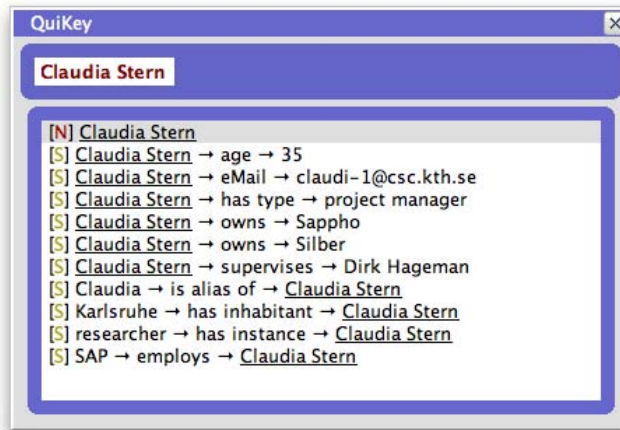 QuiKey
Claudia Stern
[N] Claudia Stern
[S] Claudia Stern → age → 35
[S] Claudia Stern → eMail → claudi-1@csc.kth.se
[S] Claudia Stern → has type → project manager
[S] Claudia Stern → owns → Sappho
[S] Claudia Stern → owns → Silber
[S] Claudia Stern → supervises → Dirk Hageman
[S] Claudia → is alias of → Claudia Stern
[S] Karlsruhe → has inhabitant → Claudia Stern
[S] researcher → has instance → Claudia Stern
[S] SAP → employs → Claudia Stern